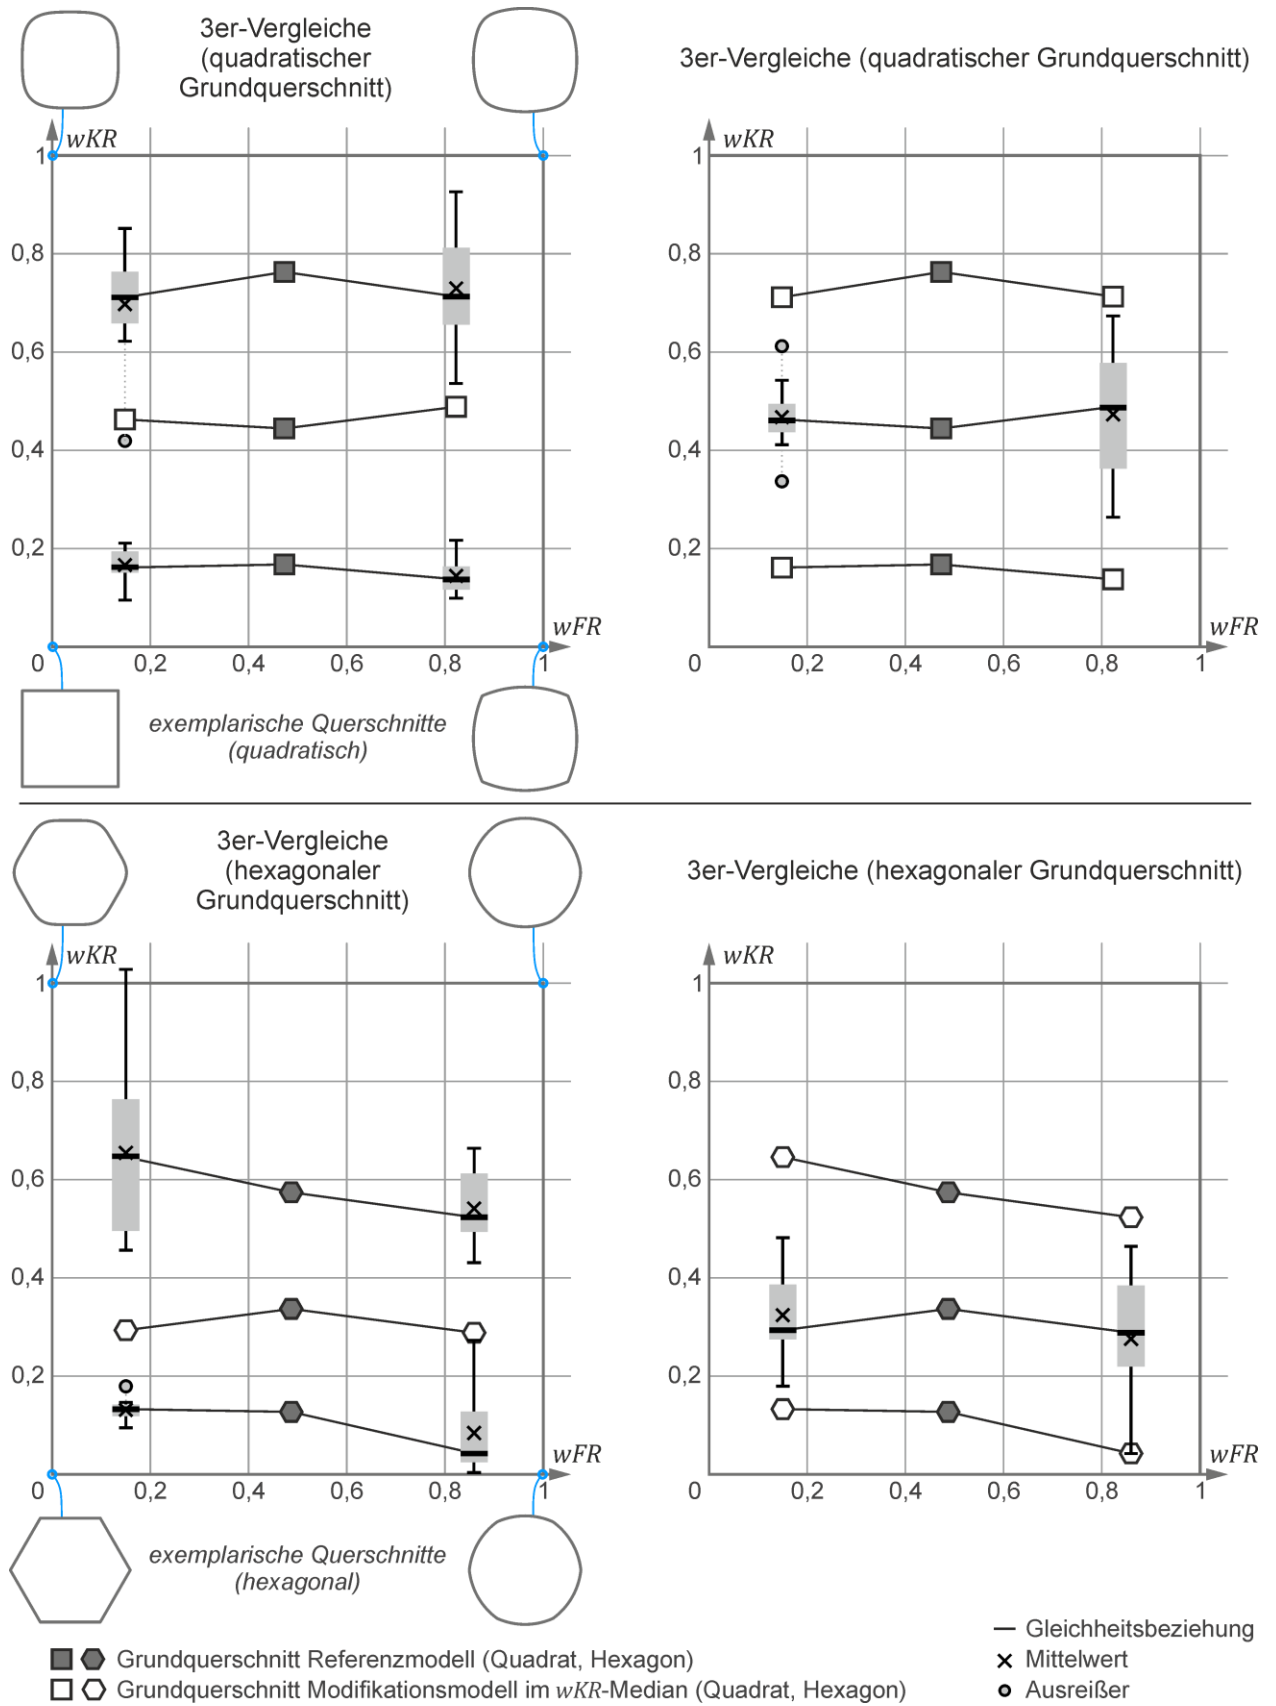 3er-Vergleiche
(quadratischer
Grundquerschnitt)
3er-Vergleiche (quadratischer Grundquerschnitt)
wKR
1
0,8
0,6
0,4
0,2
0
0,2
0,4
0,6
0,8
1
wFR
wKR
1
0,8
0,6
0,4
0,2
0
0,2
0,4
0,6
0,8
1
wFR
exemplarische Querschnitte
(quadratisch)
3er-Vergleiche
(hexagonaler
Grundquerschnitt)
3er-Vergleiche (hexagonaler Grundquerschnitt)
wKR
1
0,8
0,6
0,4
0,2
0
0,2
0,4
0,6
0,8
1
wFR
wKR
1
0,8
0,6
0,4
0,2
0
0,2
0,4
0,6
0,8
1
wFR
exemplarische Querschnitte
(hexagonal)
Grundquerschnitt Referenzmodell (Quadrat, Hexagon)
Grundquerschnitt Modifikationsmodell im wKR-Median (Quadrat, Hexagon)
Gleichheitsbeziehung
Mittelwert
Ausreißer